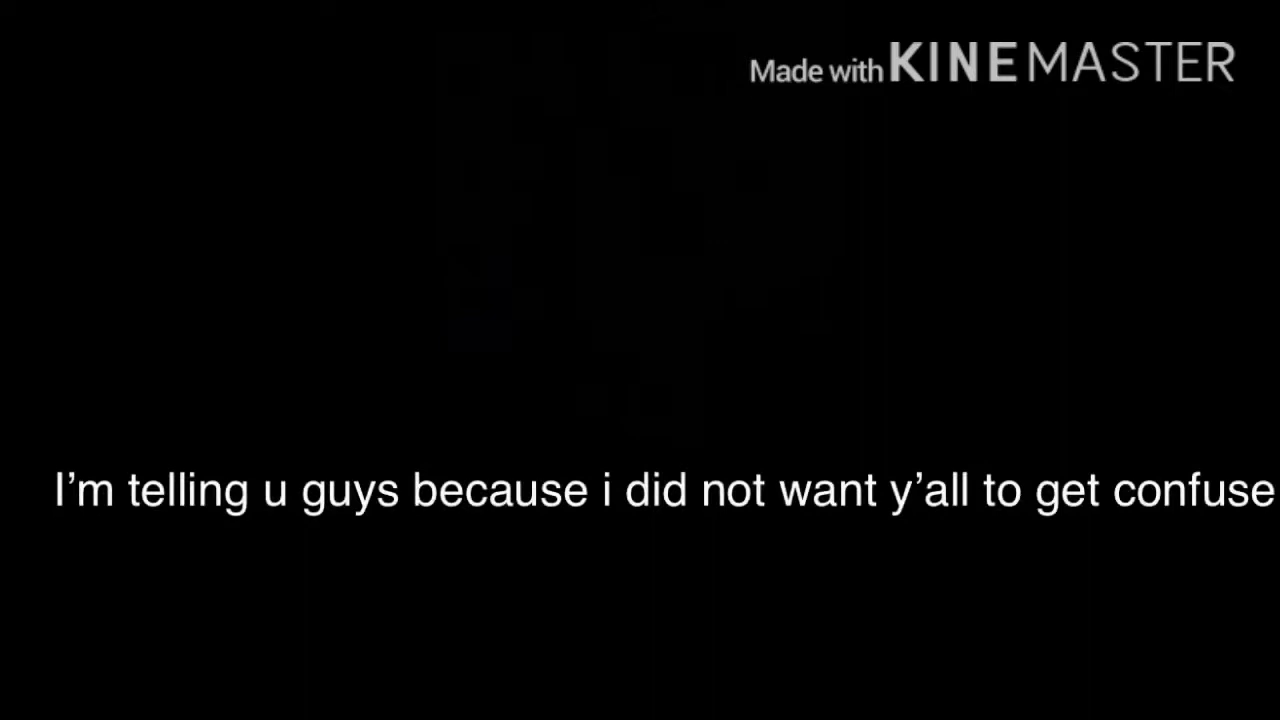 Made with KINEMASTER
I’m telling u guys because i did not want y’all to get confuse